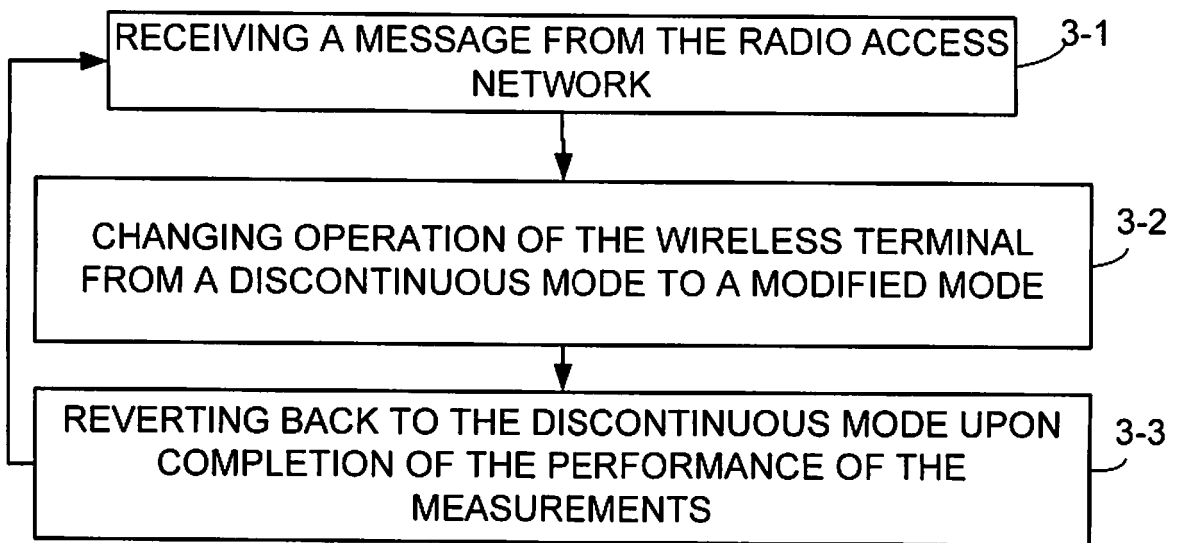 RECEIVING A MESSAGE FROM THE RADIO ACCESS
NETWORK
3-1
CHANGING OPERATION OF THE WIRELESS TERMINAL
FROM A DISCONTINUOUS MODE TO A MODIFIED MODE
3-2
REVERTING BACK TO THE DISCONTINUOUS MODE UPON
COMPLETION OF THE PERFORMANCE OF THE
MEASUREMENTS
3-3